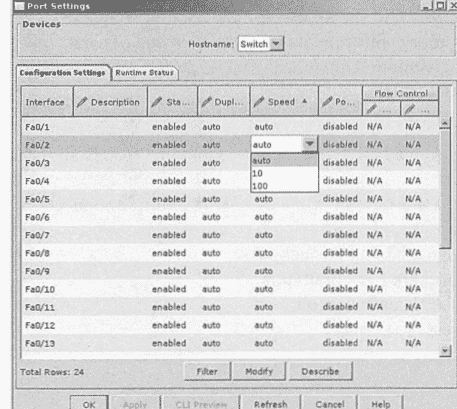 Port Settings
Devices
Hostname: Switch
Configuration Settings Runtime Status
Flow Control
Interface Description Sta... Dupl... Speed Po... ... ...
Fa0/1 enabled auto auto disabled N/A N/A
Fa0/2 enabled auto auto disabled N/A N/A
Fa0/3 enabled auto auto disabled N/A N/A
Fa0/4 enabled auto 10 disabled N/A N/A
100
Fa0/5 enabled auto auto disabled N/A N/A
Fa0/6 enabled auto auto disabled N/A N/A
Fa0/7 enabled auto auto disabled N/A N/A
Fa0/8 enabled auto auto disabled N/A N/A
Fa0/9 enabled auto auto disabled N/A N/A
Fa0/10 enabled auto auto disabled N/A N/A
Fa0/11 enabled auto auto disabled N/A N/A
Fa0/12 enabled auto auto disabled N/A N/A
Fa0/13 enabled auto auto disabled N/A N/A
Total Rows: 24 Filter Modify Describe
OK Apply CLI Preview Refresh Cancel Help